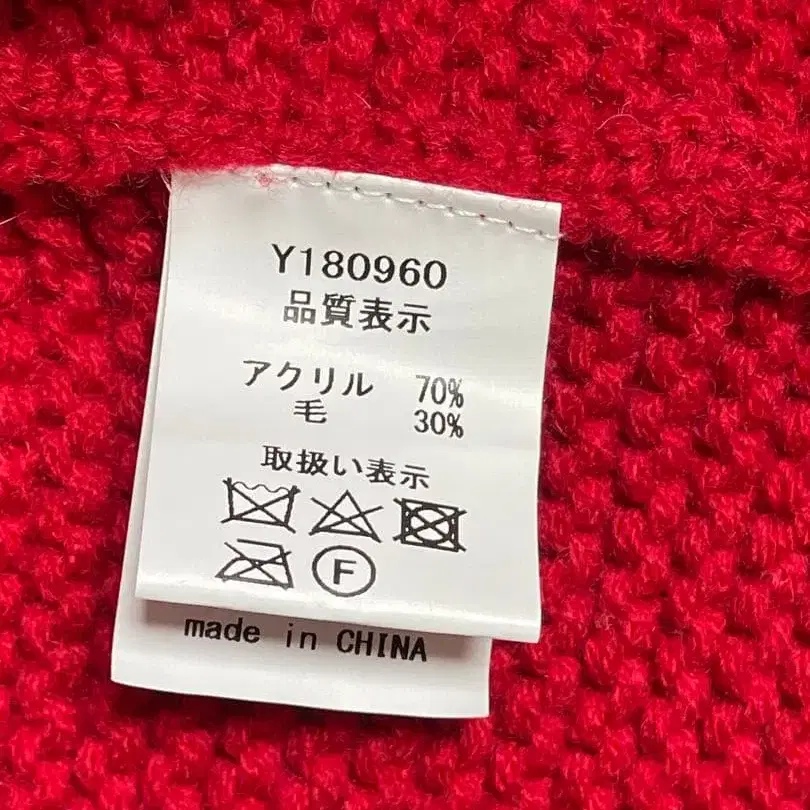 Y180960
品質表示
アクリル 70%
毛 30%
取扱い表示
F
made in CHINA